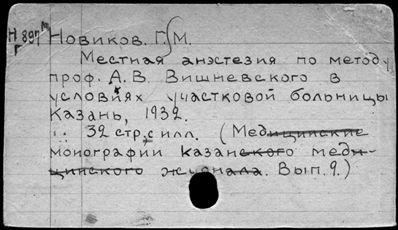 Н 897
Г
Новиков. Г. М.
Местная анэстезия по методу
проф. А. В. Вишневского в
условиях участковой больницы
Казань, 1932.
32 стр. с илл. (Медицинские
монографии казанского меди-
цинского журнала. Вып. 9.)